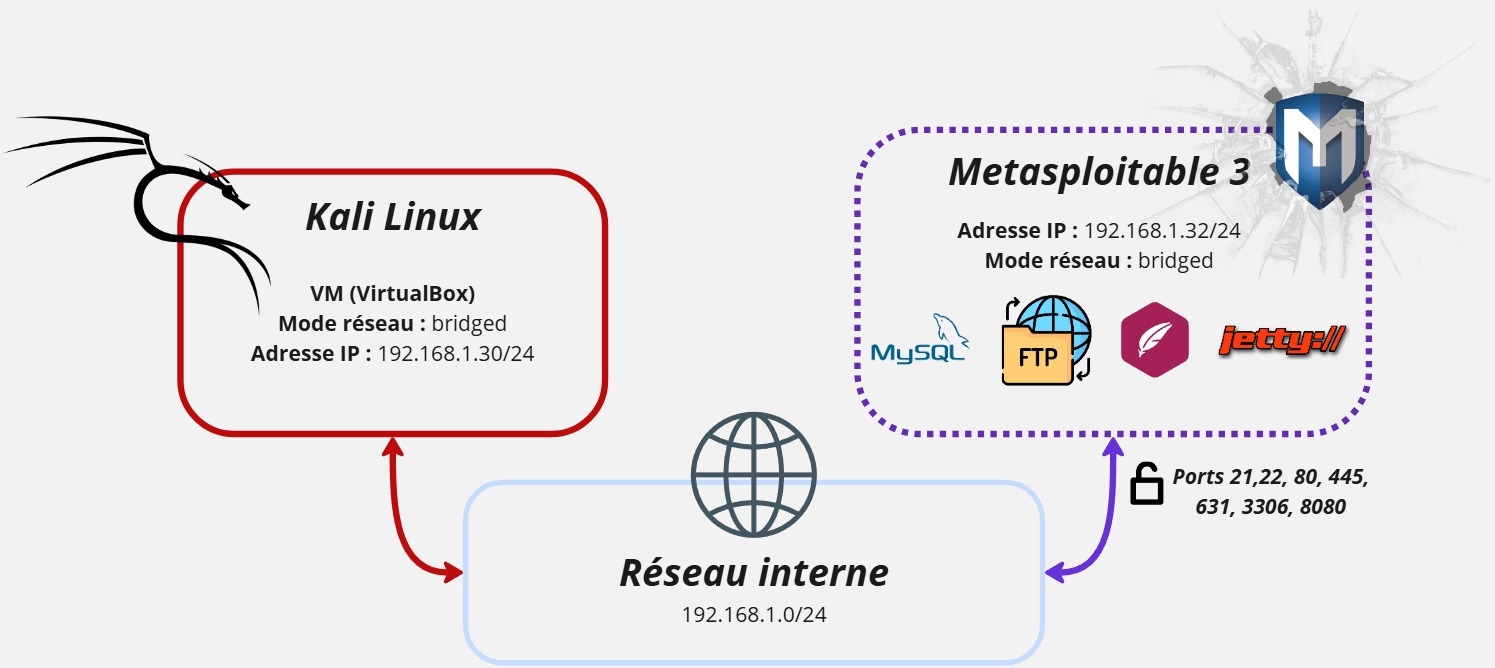 Kali Linux
VM (VirtualBox)
Mode réseau : bridged
Adresse IP : 192.168.1.30/24
Metasploitable 3
Adresse IP : 192.168.1.32/24
Mode réseau : bridged
MySQL
FTP
jetty://
Ports 21,22, 80, 445,
631, 3306, 8080
Réseau interne
192.168.1.0/24